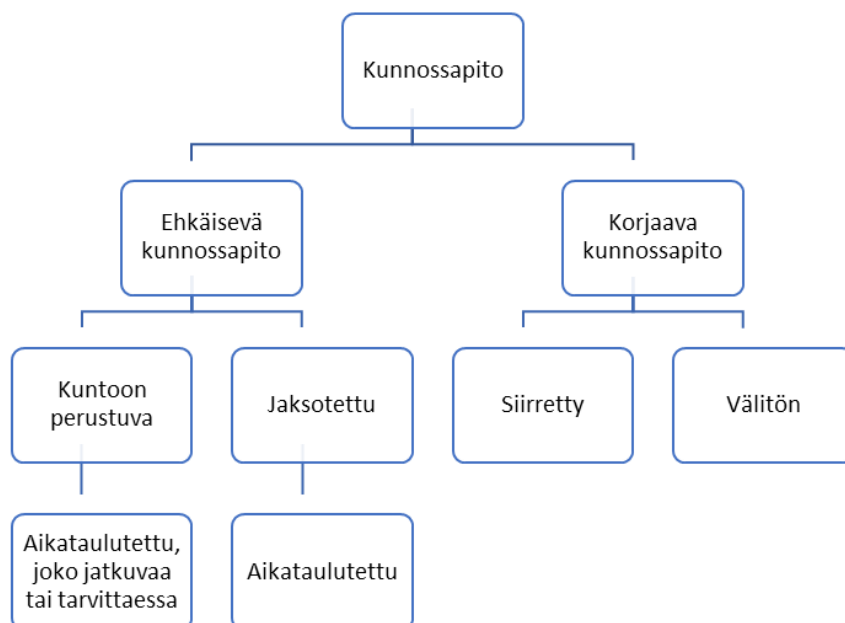 Kunnossapito
Ehkäisevä
kunnossapito
Korjaava
kunnossapito
Kuntoon
perustuva
Jaksotettu
Siirretty
Välitön
Aikataulutettu,
joko jatkuvaa
tai tarvittaessa
Aikataulutettu